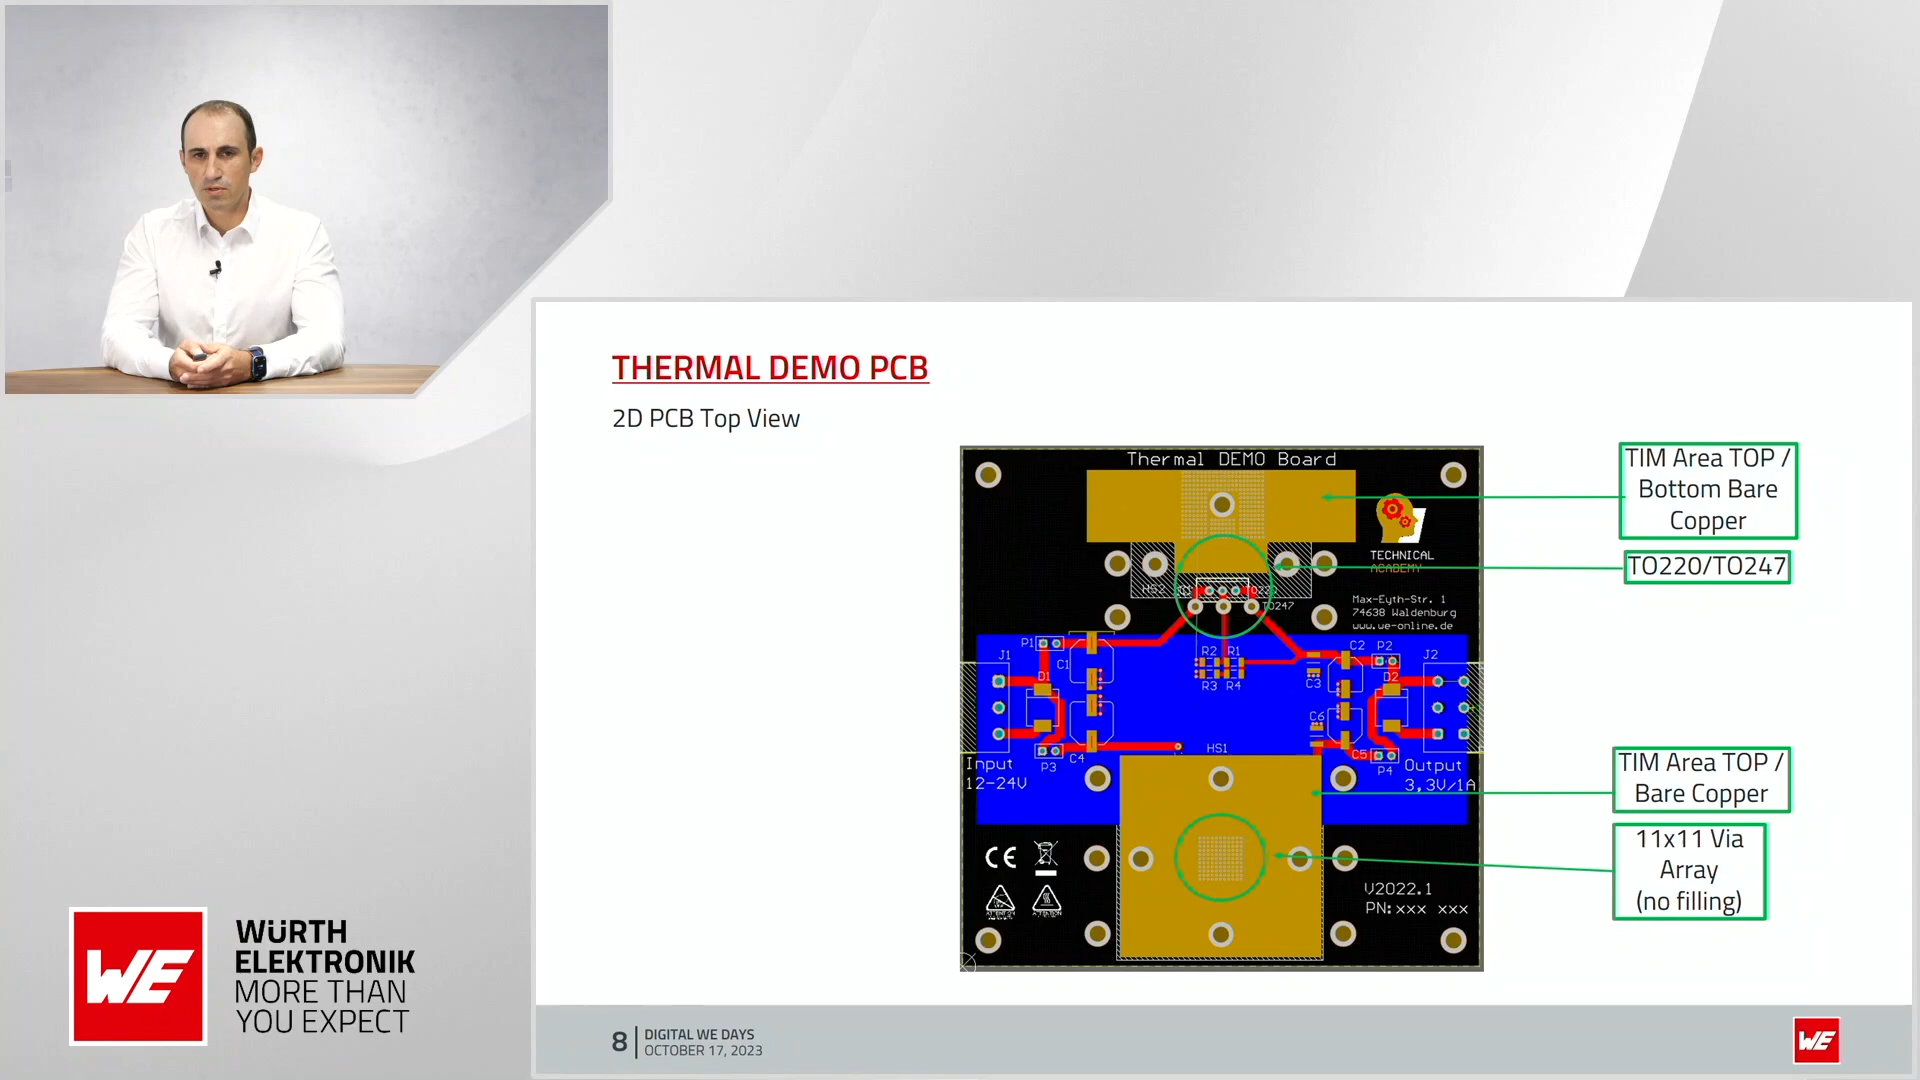 THERMAL DEMO PCB
2D PCB Top View
Thermal DEMO Board
TIM Area TOP /
Bottom Bare
Copper
TO220/TO247
TECHNICAL
ACADEMY
HS2
TO247
Max-Eyth-Str. 1
74638 Waldenburg
www.we-online.de
P1
J1
C1
D1
R2 R1
R3 R4
C2 P2
J2
C3
D2
C6
HS1
C4
P3
C5
P4
Input
12-24V
Output
3,3V/1A
TIM Area TOP /
Bare Copper
11x11 Via
Array
(no filling)
CE
V2022.1
PN:xxx xxx
WE
WÜRTH
ELEKTRONIK
MORE THAN
YOU EXPECT
8
DIGITAL WE DAYS
OCTOBER 17, 2023
WE